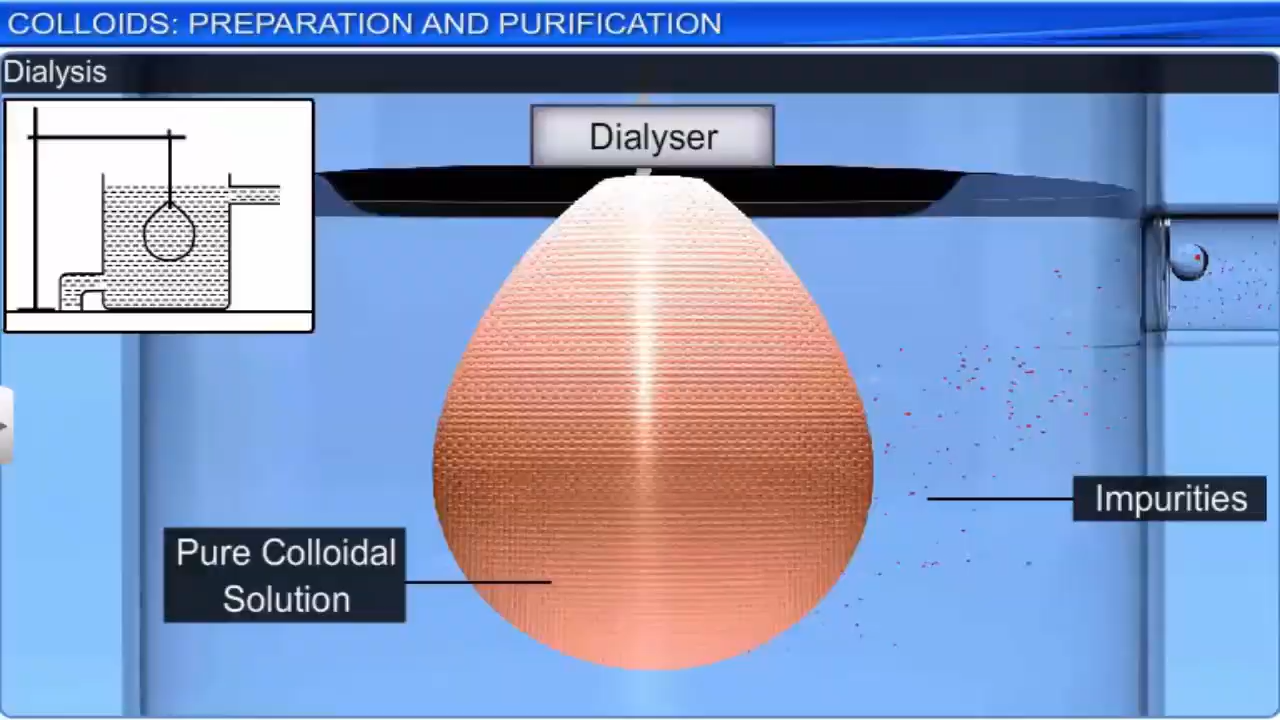 COLLOIDS: PREPARATION AND PURIFICATION
Dialysis
Dialyser
Impurities
Pure Colloidal
Solution